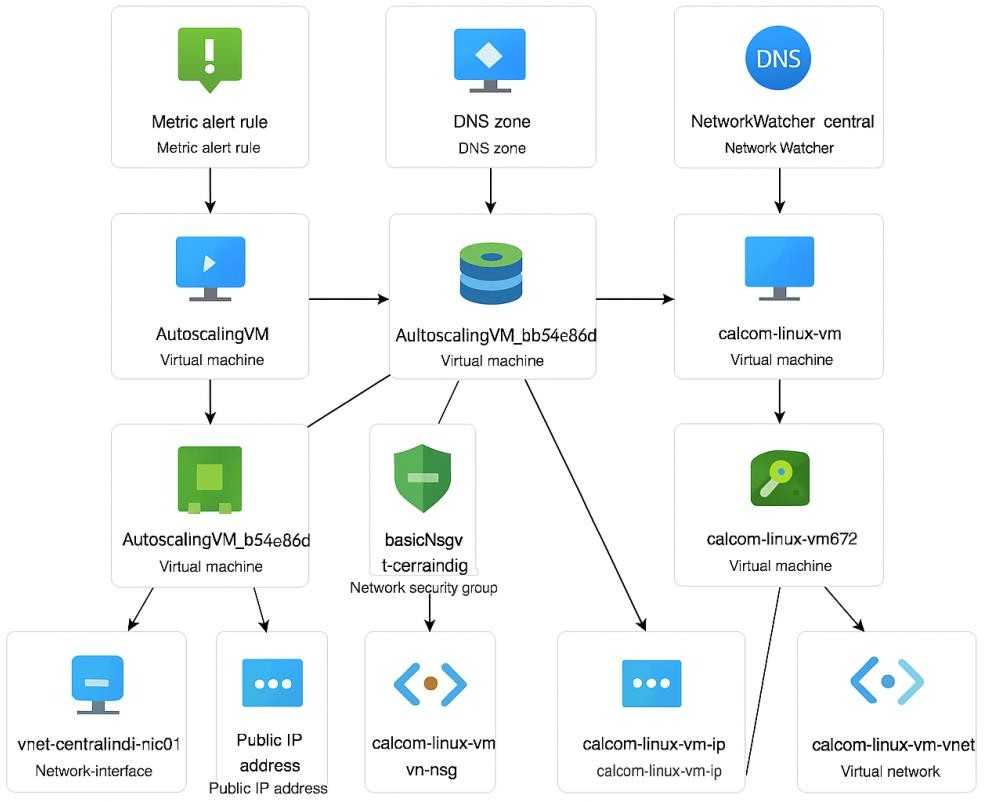 DNS
Metric alert rule
Metric alert rule
DNS zone
DNS zone
NetworkWatcher central
Network Watcher
AutoscalingVM
Virtual machine
AultoscalingVM_bb54e86d
Virtual machine
calcom-linux-vm
Virtual machine
AutoscalingVM_b54e86d
Virtual machine
basicNsgv
t-cerraindig
Network security group
calcom-linux-vm672
Virtual machine
vnet-centralindi-nic01
Network-interface
Public IP
address
Public IP address
calcom-linux-vm
vn-nsg
calcom-linux-vm-ip
calcom-linux-vm-ip
calcom-linux-vm-vnet
Virtual network